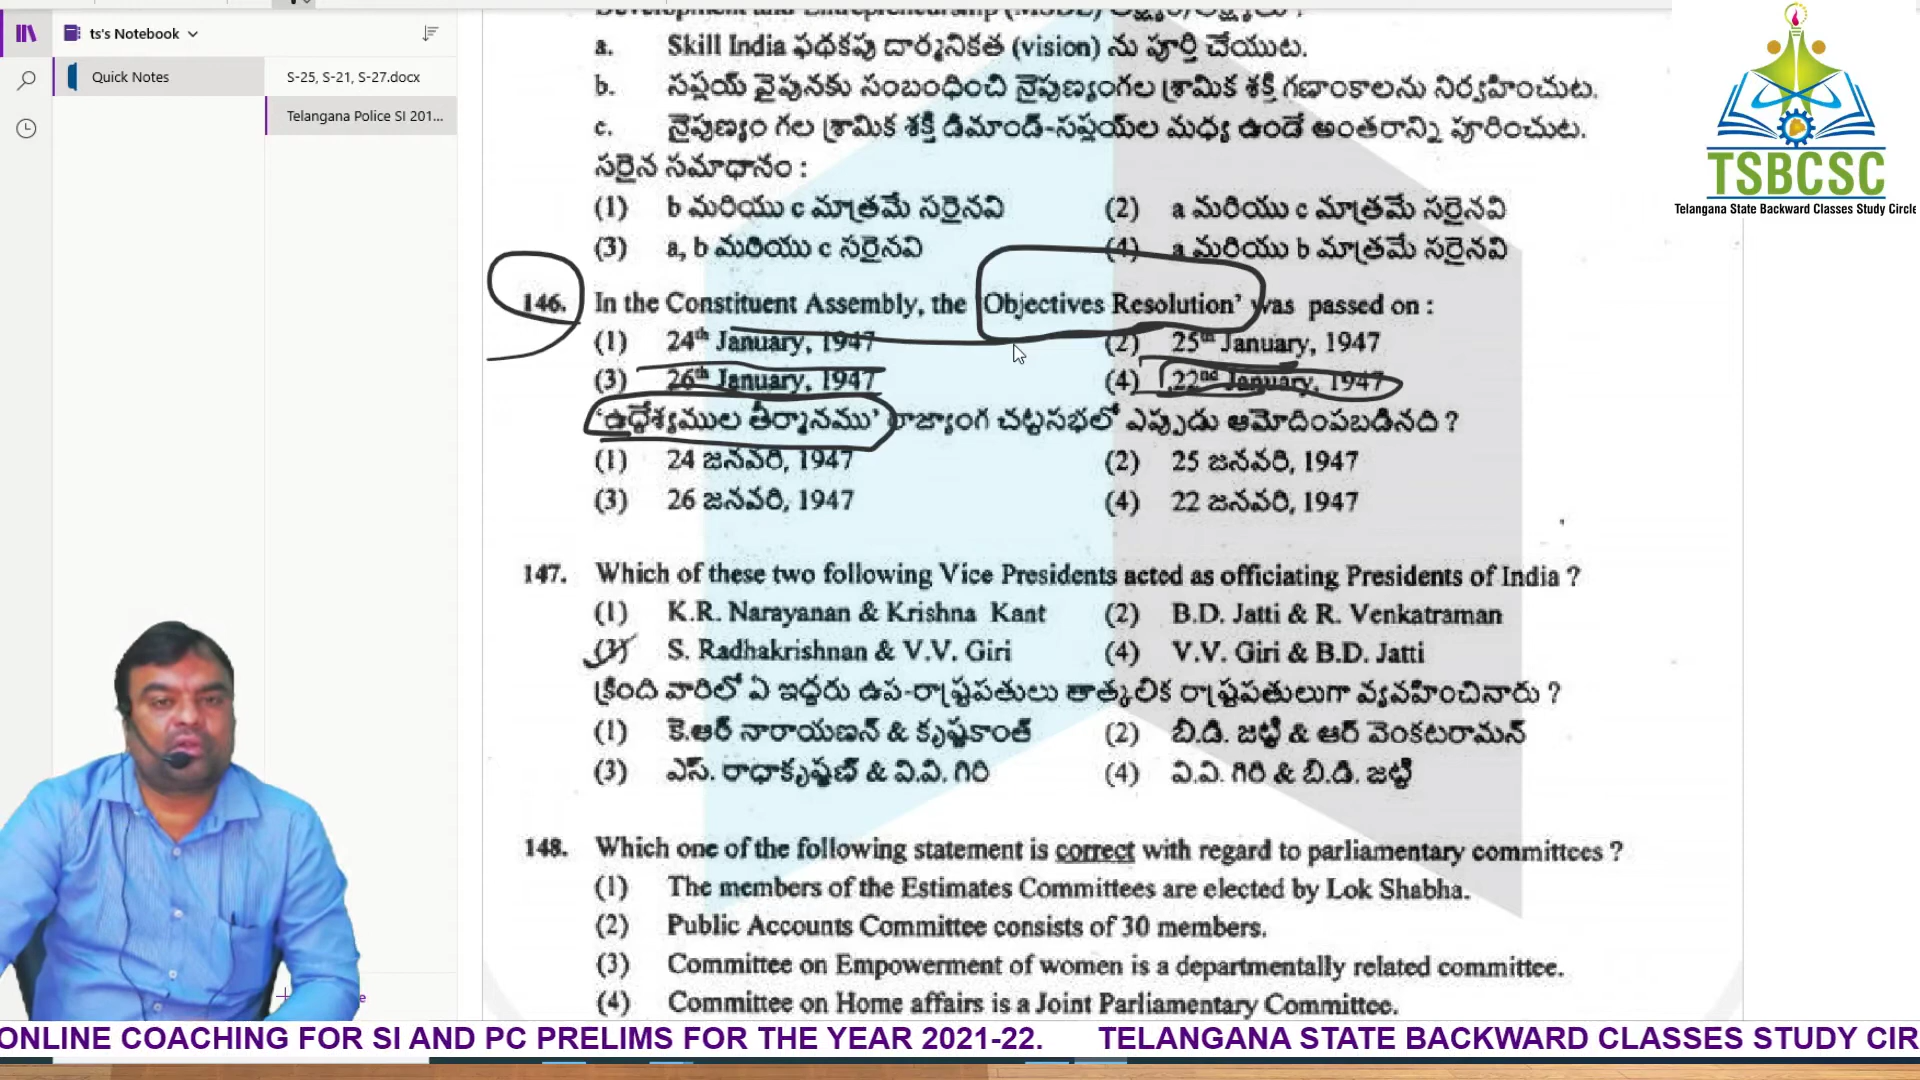 ts's Notebook
Quick Notes
S-25, S-21, S-27.docx
Telangana Police SI 201...
TSBCSC
Telangana State Backward Classes Study Circle
a. Skill India ఫథకపు దార్శనికత (vision) ను పూర్తి చేయుట.
b. సప్లయ్ వైపునకు సంబంధించి నైపుణ్యంగల శ్రామిక శక్తి గణాంకాలను నిర్వహించుట.
c. నైపుణ్యం గల శ్రామిక శక్తి డిమాండ్-సప్లయ్‌ల మధ్య ఉండే అంతరాన్ని పూరించుట.
సరైన సమాధానం :
(1) b మరియు c మాత్రమే సరైనవి (2) a మరియు c మాత్రమే సరైనవి
(3) a, b మరియు c సరైనవి (4) a మరియు b మాత్రమే సరైనవి
146. In the Constituent Assembly, the Objectives Resolution' was passed on :
(1) 24th January, 1947 (2) 25th January, 1947
(3) 26th January, 1947 (4) 22nd January, 1947
'ఉద్దేశ్యముల తీర్మానము' రాజ్యాంగ చట్టసభలో ఎప్పుడు ఆమోదింపబడినది ?
(1) 24 జనవరి, 1947 (2) 25 జనవరి, 1947
(3) 26 జనవరి, 1947 (4) 22 జనవరి, 1947
147. Which of these two following Vice Presidents acted as officiating Presidents of India ?
(1) K.R. Narayanan & Krishna Kant (2) B.D. Jatti & R. Venkatraman
(3) S. Radhakrishnan & V.V. Giri (4) V.V. Giri & B.D. Jatti
క్రింది వారిలో ఏ ఇద్దరు ఉప-రాష్ట్రపతులు తాత్కలిక రాష్ట్రపతులుగా వ్యవహించినారు ?
(1) కె.ఆర్ నారాయణన్ & కృష్ణకాంత్ (2) బీ.డి. జట్టీ & ఆర్ వెంకటరామన్
(3) ఎస్. రాధాకృష్ణణ్ & వి.వి. గిరి (4) వి.వి. గిరి & బి.డి. జట్టీ
148. Which one of the following statement is correct with regard to parliamentary committees ?
(1) The members of the Estimates Committees are elected by Lok Shabha.
(2) Public Accounts Committee consists of 30 members.
(3) Committee on Empowerment of women is a departmentally related committee.
(4) Committee on Home affairs is a Joint Parliamentary Committee.
ONLINE COACHING FOR SI AND PC PRELIMS FOR THE YEAR 2021-22. TELANGANA STATE BACKWARD CLASSES STUDY CIR